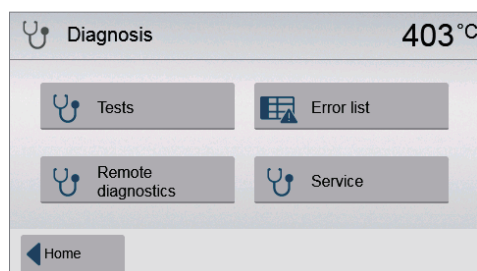 Diagnosis 403°C
Tests
Error list
Remote
diagnostics
Service
Home